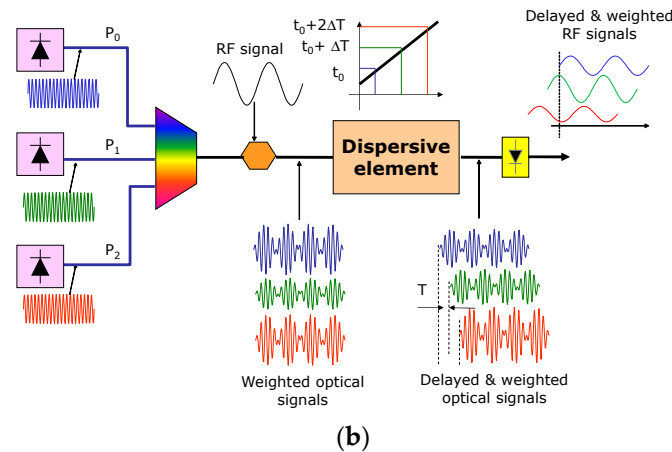 P0
P1
P2
RF signal
t0+2ΔT
t0+ ΔT
t0
Delayed & weighted
RF signals
Dispersive
element
T
Weighted optical
signals
Delayed & weighted
optical signals
(b)